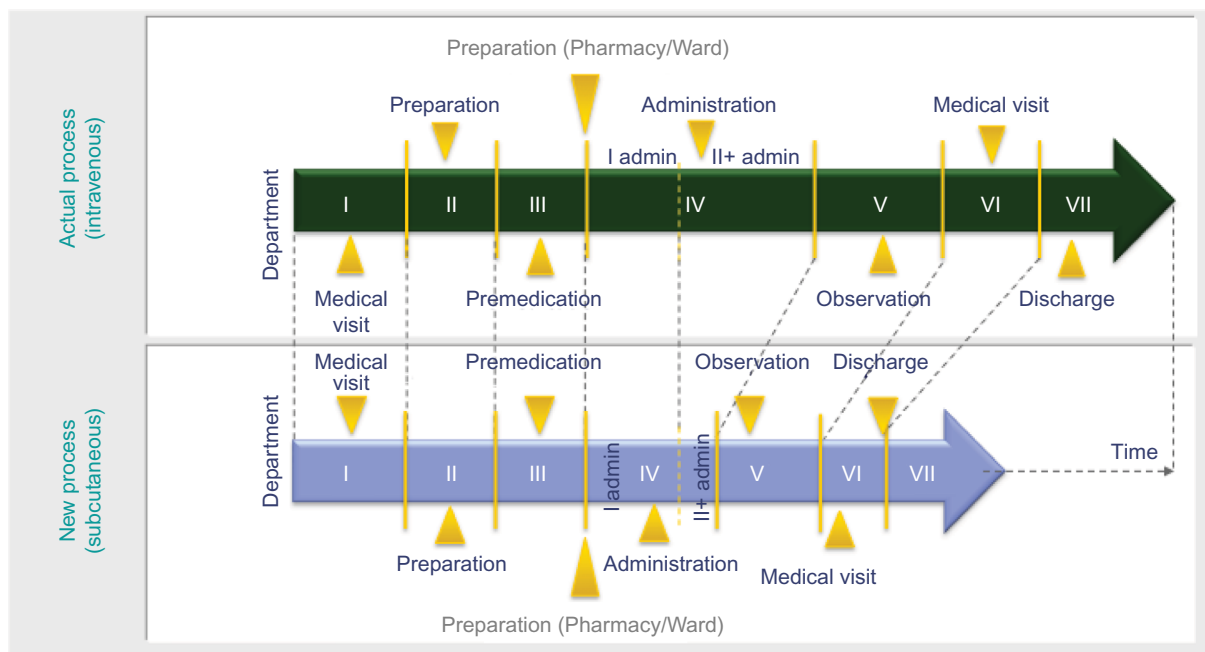 Actual process
(intravenous)
Preparation (Pharmacy/Ward)
Preparation
Administration
Medical visit
I admin
II+ admin
Department
I
II
III
IV
V
VI
VII
Medical
visit
Premedication
Observation
Discharge
New process
(subcutaneous)
Medical
visit
Premedication
Observation
Discharge
Department
I
II
III
I admin
IV
II+ admin
V
VI
VII
Time
Preparation
Administration
Medical visit
Preparation (Pharmacy/Ward)